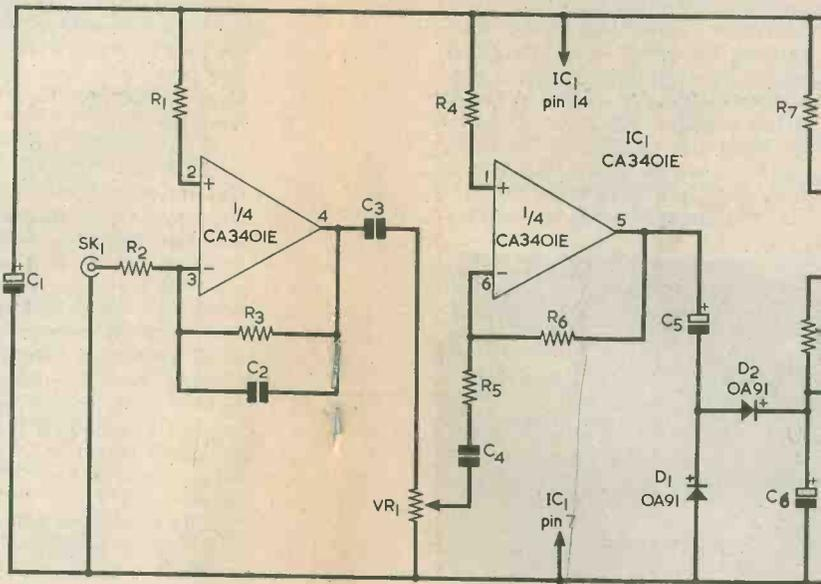 R1
2
+
1/4
CA3401E
4
C3
SK1
R2
−
3
+
C1
R3
C2
VR1
R4
IC1
pin 14
IC1
CA3401E
1
+
1/4
CA3401E
5
−
6
R6
R5
C4
IC1
pin 7
+
C5
D2
OA91
+
D1
OA91
+
+
C6
R7